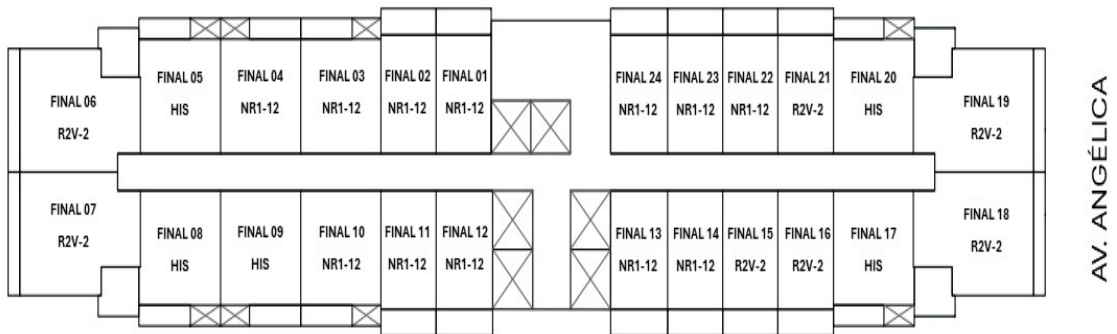 FINAL 05
HIS
FINAL 04
NR1-12
FINAL 03
NR1-12
FINAL 02
NR1-12
FINAL 01
NR1-12
FINAL 24
NR1-12
FINAL 23
NR1-12
FINAL 22
NR1-12
FINAL 21
R2V-2
FINAL 20
HIS
FINAL 06
R2V-2
FINAL 19
R2V-2
FINAL 07
R2V-2
FINAL 08
HIS
FINAL 09
HIS
FINAL 10
NR1-12
FINAL 11
NR1-12
FINAL 12
NR1-12
FINAL 13
NR1-12
FINAL 14
NR1-12
FINAL 15
R2V-2
FINAL 16
R2V-2
FINAL 17
HIS
FINAL 18
R2V-2
AV. ANGÉLICA